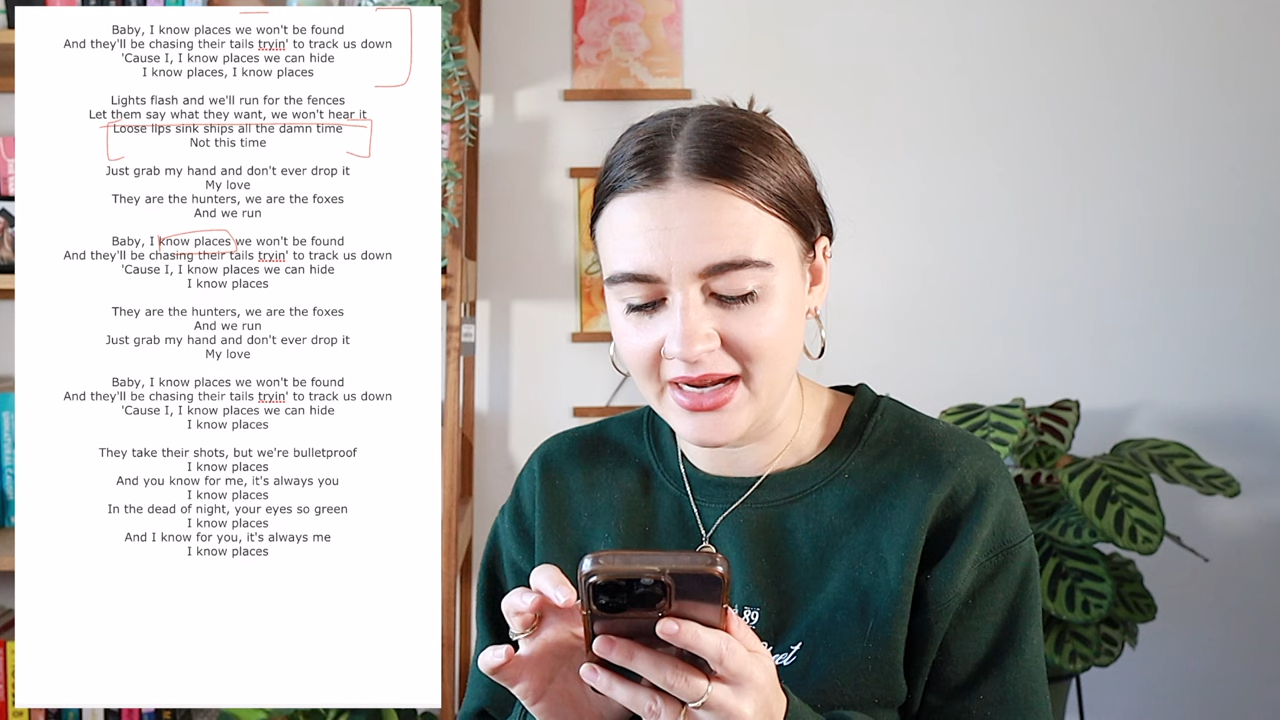 Baby, I know places we won't be found
And they'll be chasing their tails tryin' to track us down
'Cause I, I know places we can hide
I know places, I know places
Lights flash and we'll run for the fences
Let them say what they want, we won't hear it
Loose lips sink ships all the damn time
Not this time
Just grab my hand and don't ever drop it
My love
They are the hunters, we are the foxes
And we run
Baby, I know places we won't be found
And they'll be chasing their tails tryin' to track us down
'Cause I, I know places we can hide
I know places
They are the hunters, we are the foxes
And we run
Just grab my hand and don't ever drop it
My love
Baby, I know places we won't be found
And they'll be chasing their tails tryin' to track us down
'Cause I, I know places we can hide
I know places
They take their shots, but we're bulletproof
I know places
And you know for me, it's always you
I know places
In the dead of night, your eyes so green
I know places
And I know for you, it's always me
I know places
89